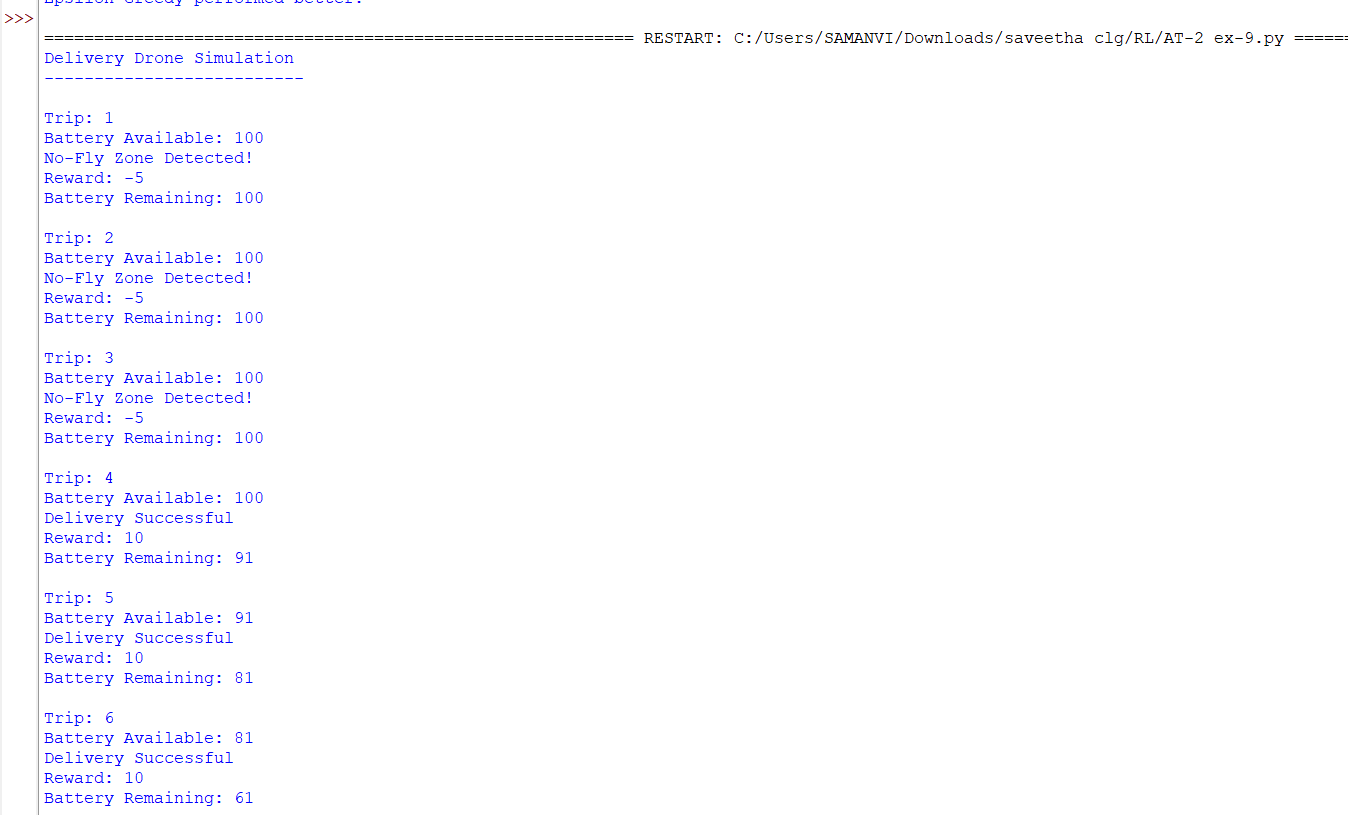 Epsilon Greedy performed better.
>>>
=========================================================== RESTART: C:/Users/SAMANVI/Downloads/saveetha clg/RL/AT-2 ex-9.py ======
Delivery Drone Simulation
--------------------------
Trip: 1
Battery Available: 100
No-Fly Zone Detected!
Reward: -5
Battery Remaining: 100
Trip: 2
Battery Available: 100
No-Fly Zone Detected!
Reward: -5
Battery Remaining: 100
Trip: 3
Battery Available: 100
No-Fly Zone Detected!
Reward: -5
Battery Remaining: 100
Trip: 4
Battery Available: 100
Delivery Successful
Reward: 10
Battery Remaining: 91
Trip: 5
Battery Available: 91
Delivery Successful
Reward: 10
Battery Remaining: 81
Trip: 6
Battery Available: 81
Delivery Successful
Reward: 10
Battery Remaining: 61